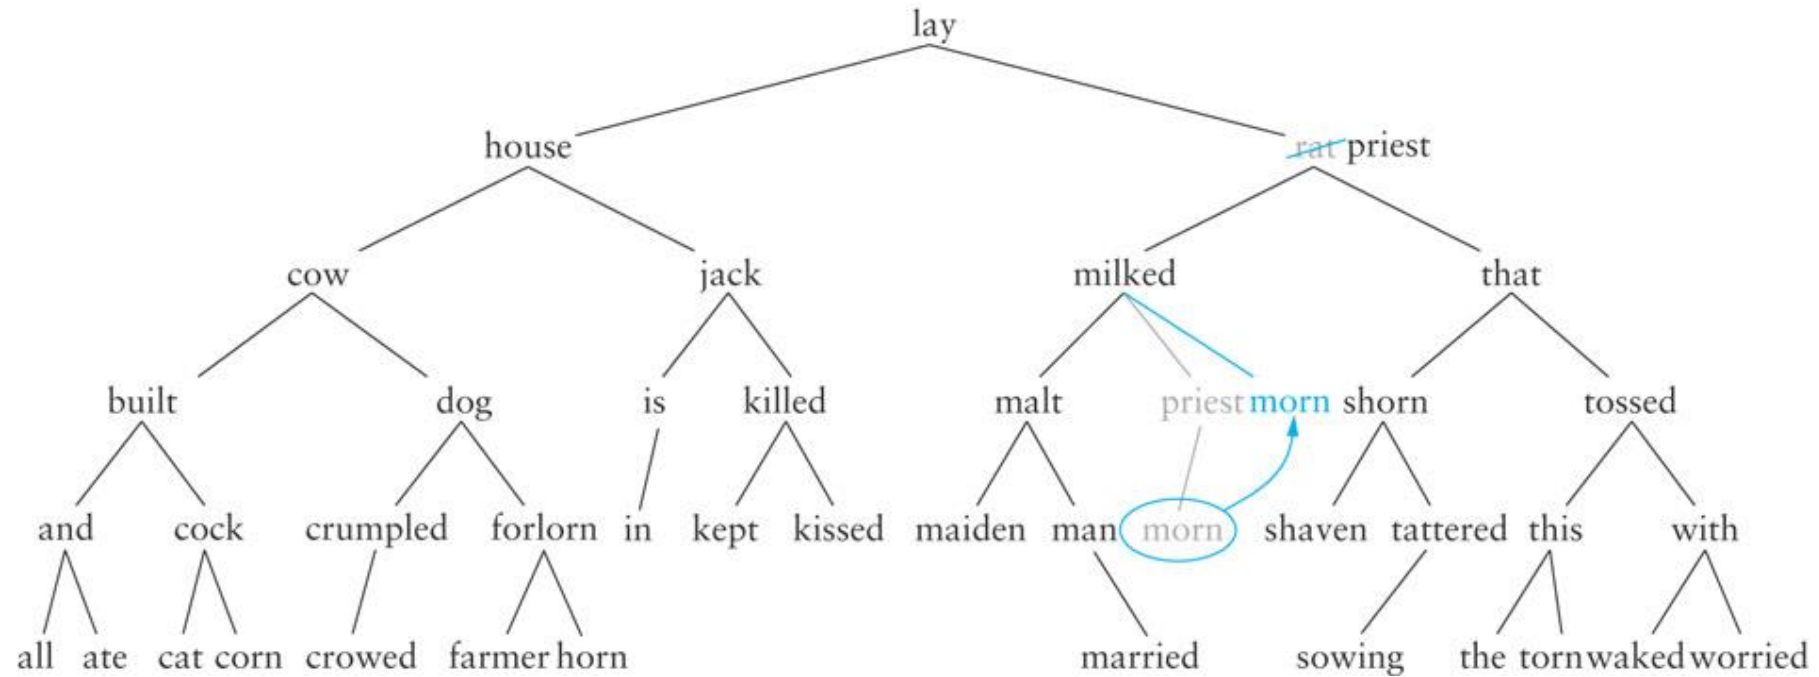 lay
house rat priest
cow jack milked that
built dog is killed malt priest morn shorn tossed
and cock crumpled forlorn in kept kissed maiden man morn shaven tattered this with
all ate cat corn crowed farmer horn married sowing the torn waked worried